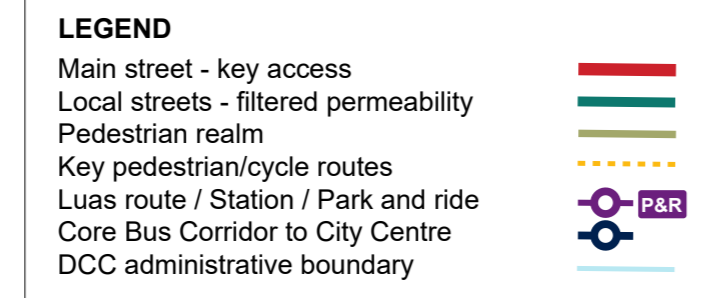 LEGEND
Main street - key access
Local streets - filtered permeability
Pedestrian realm
Key pedestrian/cycle routes
Luas route / Station / Park and ride P&R
Core Bus Corridor to City Centre
DCC administrative boundary